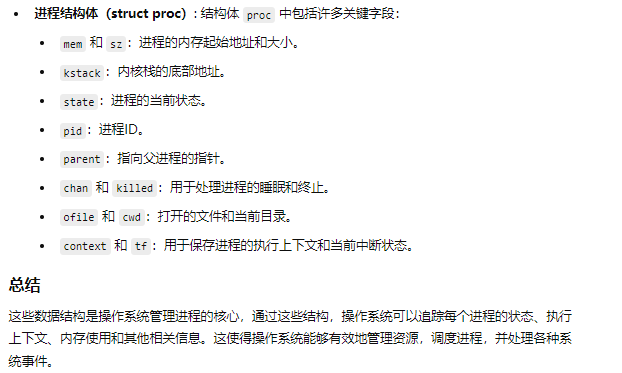 进程结构体（struct proc）: 结构体 proc 中包括许多关键字段：
mem 和 sz：进程的内存起始地址和大小。
kstack：内核栈的底部地址。
state：进程的当前状态。
pid：进程ID。
parent：指向父进程的指针。
chan 和 killed：用于处理进程的睡眠和终止。
ofile 和 cwd：打开的文件和当前目录。
context 和 tf：用于保存进程的执行上下文和当前中断状态。
总结
这些数据结构是操作系统管理进程的核心，通过这些结构，操作系统可以追踪每个进程的状态、执行
上下文、内存使用和其他相关信息。这使得操作系统能够有效地管理资源，调度进程，并处理各种系
统事件。